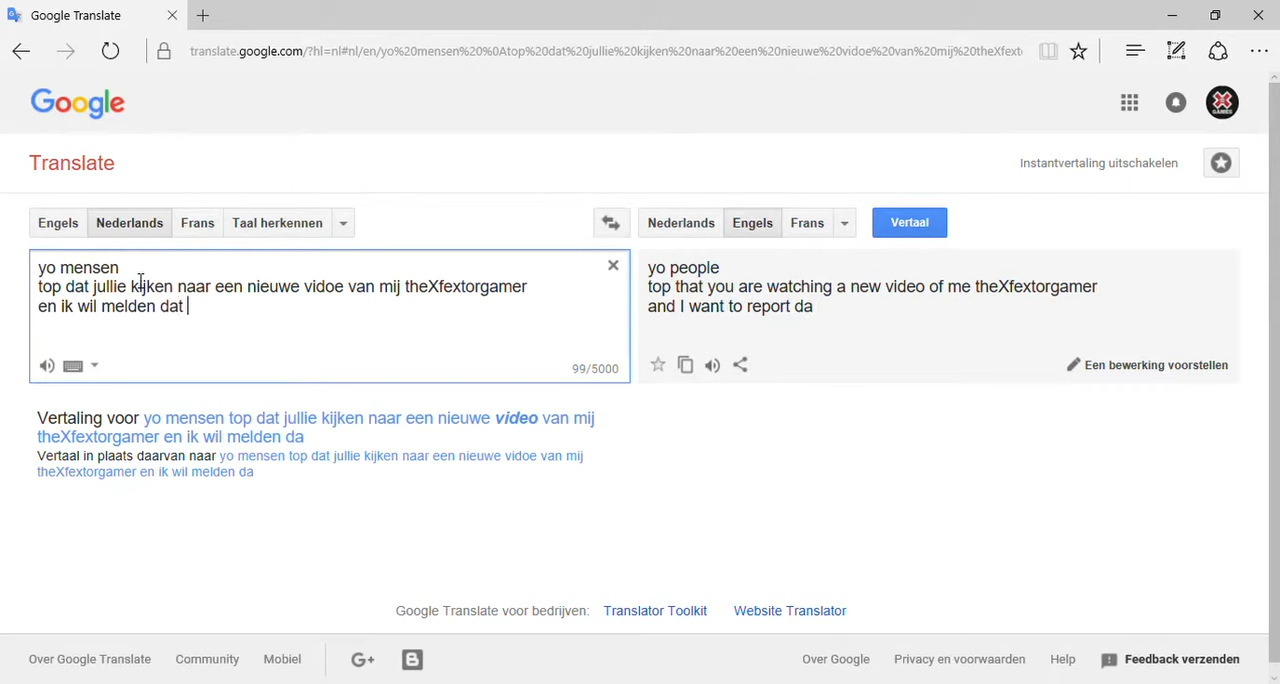 Google Translate
translate.google.com/?hl=nl#nl/en/yo%20mensen%20%0Atop%20dat%20jullie%20kijken%20naar%20een%20nieuwe%20vidoe%20van%20mij%20theXfexto
Google
GAMES
Translate
Instantvertaling uitschakelen
Engels Nederlands Frans Taal herkennen
Nederlands Engels Frans Vertaal
yo mensen
top dat jullie kijken naar een nieuwe vidoe van mij theXfextorgamer
en ik wil melden dat
99/5000
yo people
top that you are watching a new video of me theXfextorgamer
and I want to report da
Een bewerking voorstellen
Vertaling voor yo mensen top dat jullie kijken naar een nieuwe video van mij
theXfextorgamer en ik wil melden da
Vertaal in plaats daarvan naar yo mensen top dat jullie kijken naar een nieuwe vidoe van mij
theXfextorgamer en ik wil melden da
Google Translate voor bedrijven: Translator Toolkit Website Translator
Over Google Translate Community Mobiel G+ B Over Google Privacy en voorwaarden Help Feedback verzenden